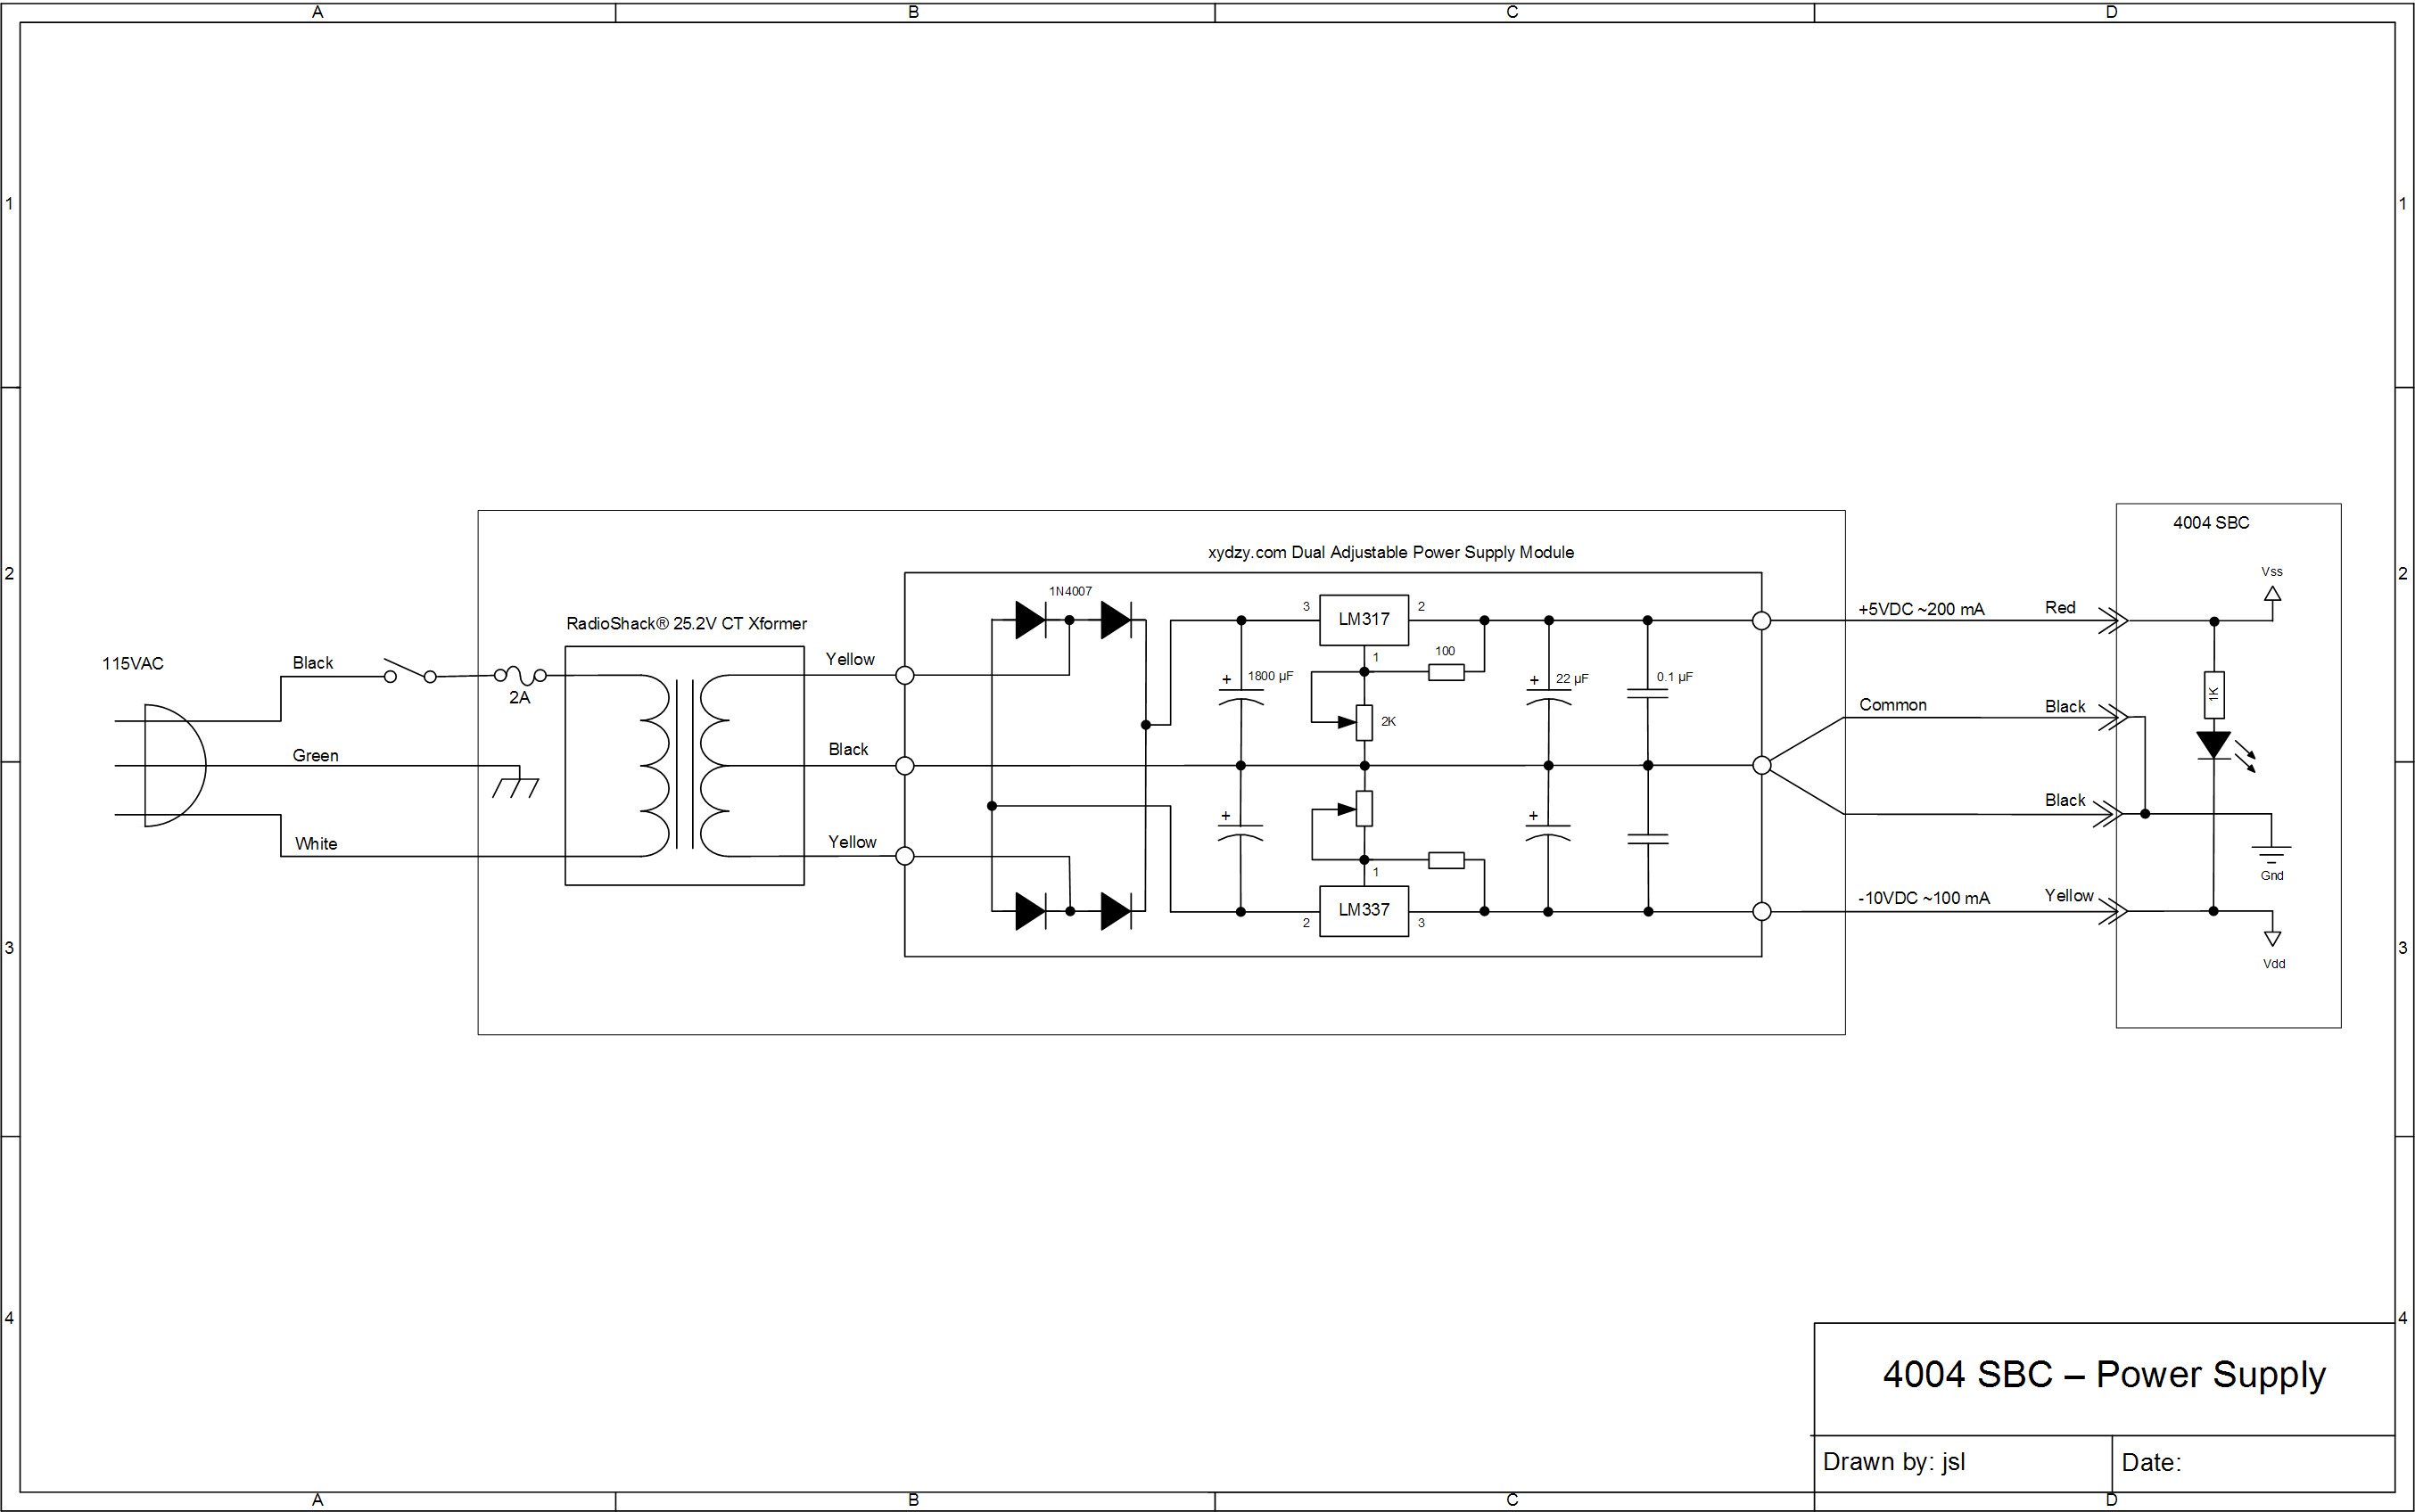 A B C D
1 1
2 2
3 3
4 4
4004 SBC
xydzy.com Dual Adjustable Power Supply Module
Vss
1N4007
RadioShack® 25.2V CT Xformer
3 LM317 2
+5VDC ~200 mA Red
115VAC
Black
2A
Yellow
1
100
1800 µF
+
22 µF
+
0.1 µF
2K
1K
Common Black
Green
Black
Black
White
Yellow
+
+
1
Gnd
2 LM337 3
-10VDC ~100 mA Yellow
Vdd
4004 SBC – Power Supply
Drawn by: jsl Date:
A B C D